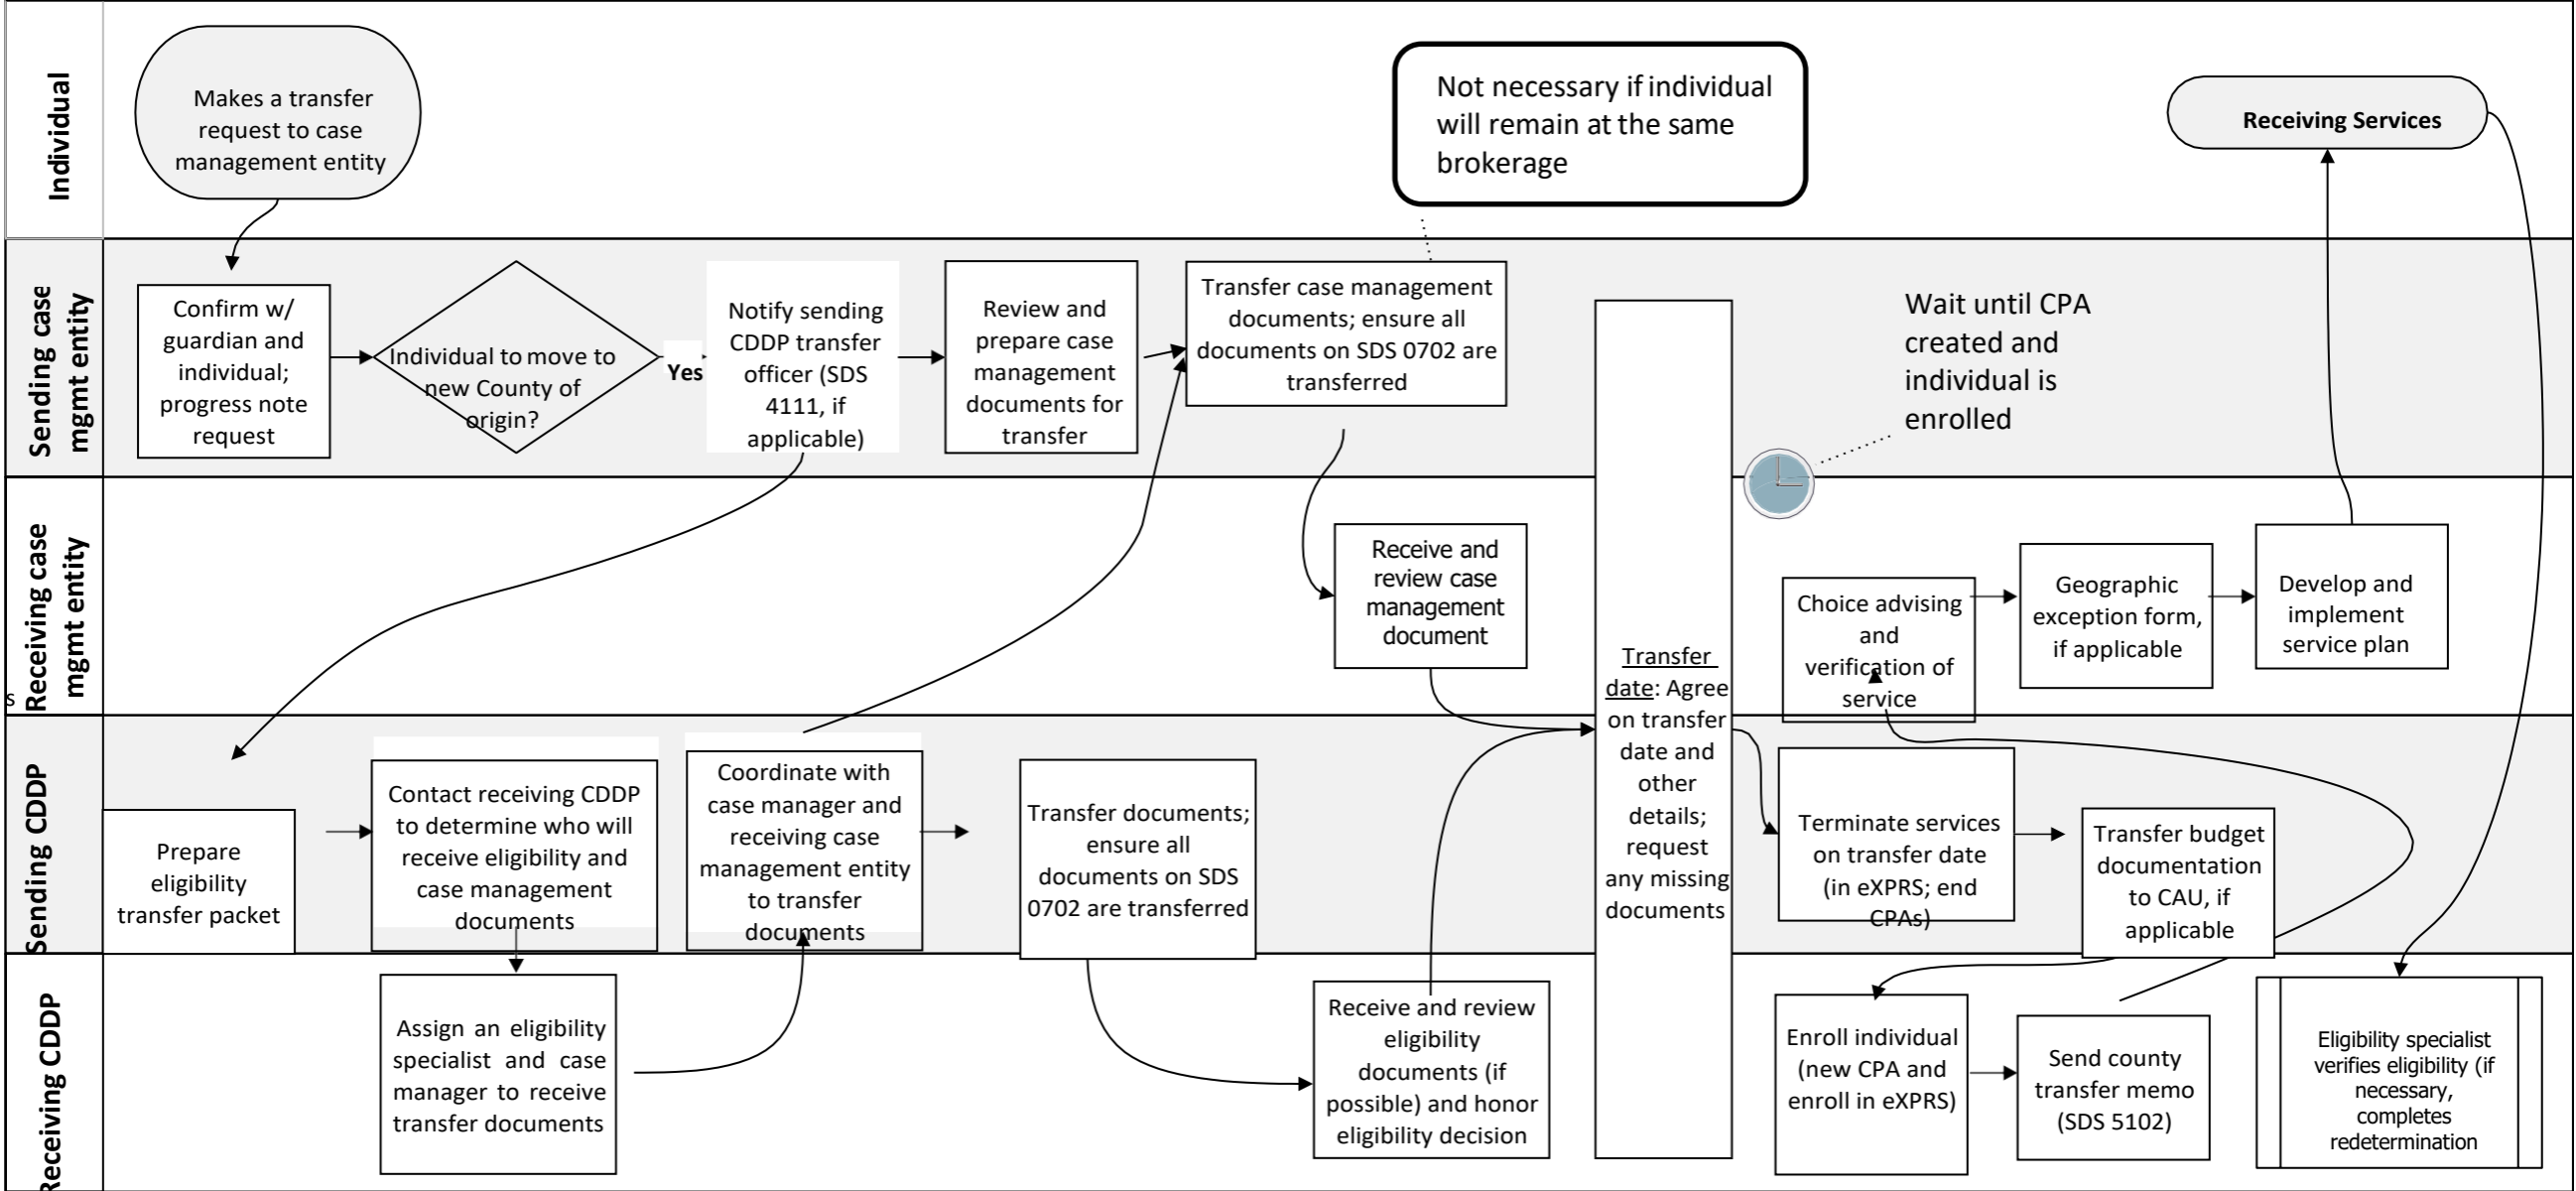 Individual
Makes a transfer
request to case
management entity
Not necessary if individual
will remain at the same
brokerage
Receiving Services
Sending case
mgmt entity
Confirm w/
guardian and
individual;
progress note
request
Individual to move to
new County of
origin?
Yes
Notify sending
CDDP transfer
officer (SDS
4111, if
applicable)
Review and
prepare case
management
documents for
transfer
Transfer case management
documents; ensure all
documents on SDS 0702 are
transferred
Wait until CPA
created and
individual is
enrolled
Receiving case
mgmt entity
s
Receive and
review case
management
document
Transfer
date: Agree
on transfer
date and
other
details;
request
any missing
documents
Choice advising
and
verification of
service
Geographic
exception form,
if applicable
Develop and
implement
service plan
Sending CDDP
Prepare
eligibility
transfer packet
Contact receiving CDDP
to determine who will
receive eligibility and
case management
documents
Coordinate with
case manager and
receiving case
management entity
to transfer
documents
Transfer documents;
ensure all
documents on SDS
0702 are transferred
Terminate services
on transfer date
(in eXPRS; end
CPAs)
Transfer budget
documentation
to CAU, if
applicable
Receiving CDDP
Assign an eligibility
specialist and case
manager to receive
transfer documents
Receive and review
eligibility
documents (if
possible) and honor
eligibility decision
Enroll individual
(new CPA and
enroll in eXPRS)
Send county
transfer memo
(SDS 5102)
Eligibility specialist
verifies eligibility (if
necessary,
completes
redetermination